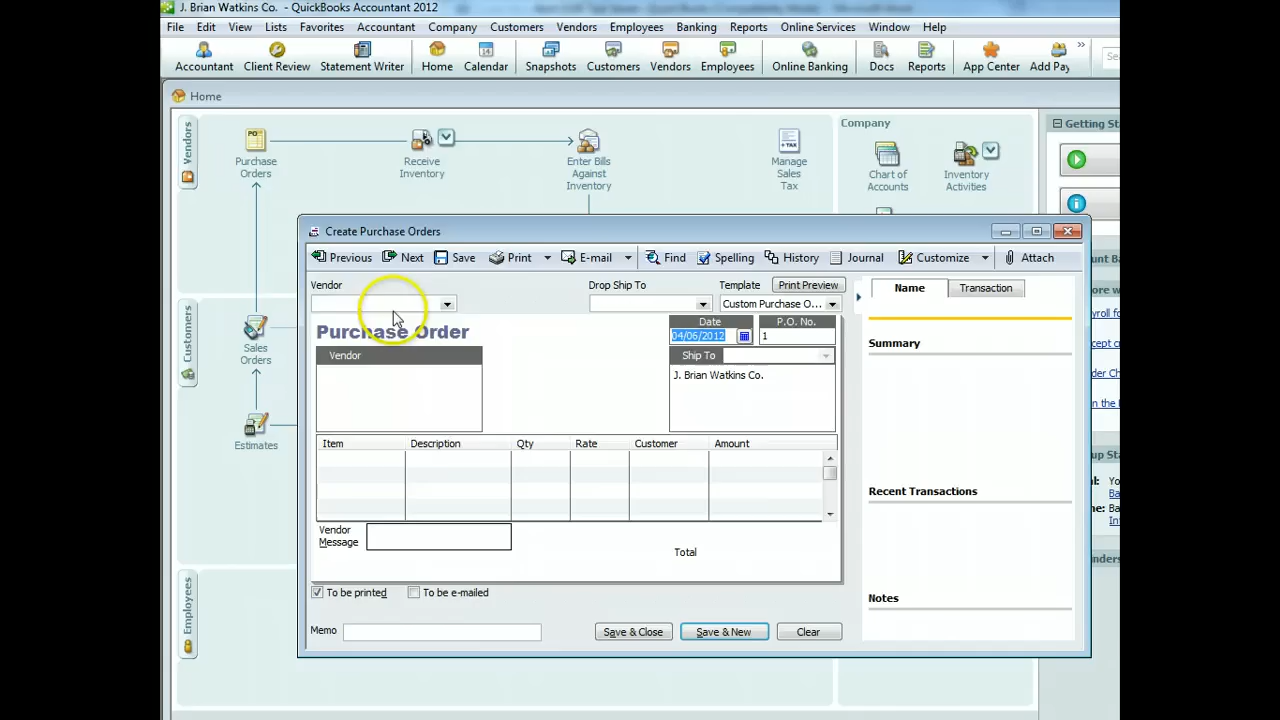 J. Brian Watkins Co. - QuickBooks Accountant 2012
File Edit View Lists Favorites Accountant Company Customers Vendors Employees Banking Reports Online Services Window Help
Accountant Client Review Statement Writer Home Calendar Snapshots Customers Vendors Employees Online Banking Docs Reports App Center Add Pay
Home
Vendors
Purchase Orders
Receive Inventory
Enter Bills Against Inventory
Manage Sales Tax
Company
Chart of Accounts
Inventory Activities
Getting St
Customers
Sales Orders
Estimates
Employees
Create Purchase Orders
Previous Next Save Print E-mail Find Spelling History Journal Customize Attach
Vendor
Drop Ship To
Template
Print Preview
Custom Purchase O...
Purchase Order
Date
P.O. No.
04/06/2012
1
Vendor
Ship To
J. Brian Watkins Co.
Item Description Qty Rate Customer Amount
Vendor Message
Total
To be printed
To be e-mailed
Memo
Save & Close
Save & New
Clear
Name
Transaction
Summary
Recent Transactions
Notes